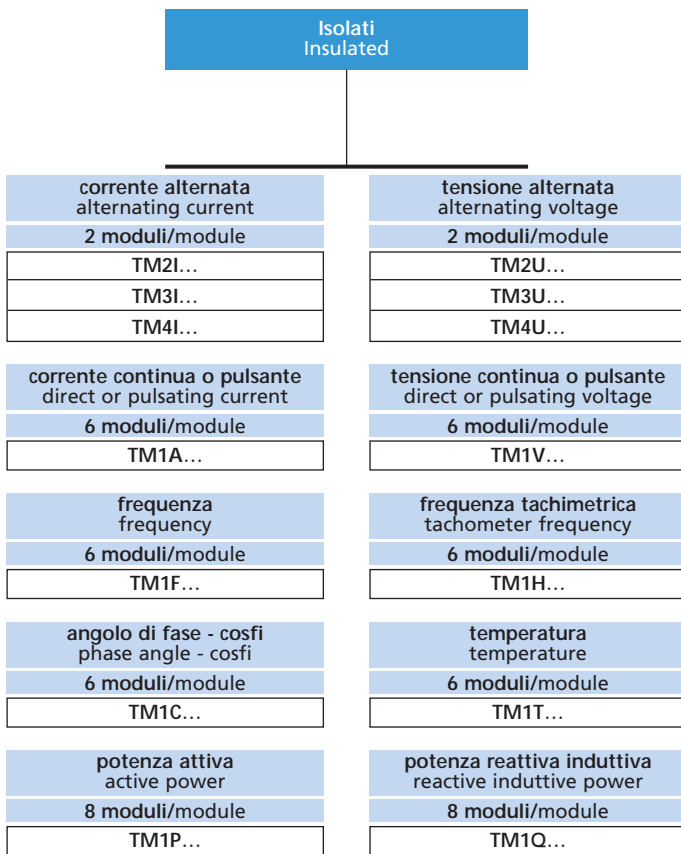 Isolati
Insulated
corrente alternata
alternating current
2 moduli/module
TM2I...
TM3I...
TM4I...
tensione alternata
alternating voltage
2 moduli/module
TM2U...
TM3U...
TM4U...
corrente continua o pulsante
direct or pulsating current
6 moduli/module
TM1A...
tensione continua o pulsante
direct or pulsating voltage
6 moduli/module
TM1V...
frequenza
frequency
6 moduli/module
TM1F...
frequenza tachimetrica
tachometer frequency
6 moduli/module
TM1H...
angolo di fase - cosfi
phase angle - cosfi
6 moduli/module
TM1C...
temperatura
temperature
6 moduli/module
TM1T...
potenza attiva
active power
8 moduli/module
TM1P...
potenza reattiva induttiva
reactive induttive power
8 moduli/module
TM1Q...